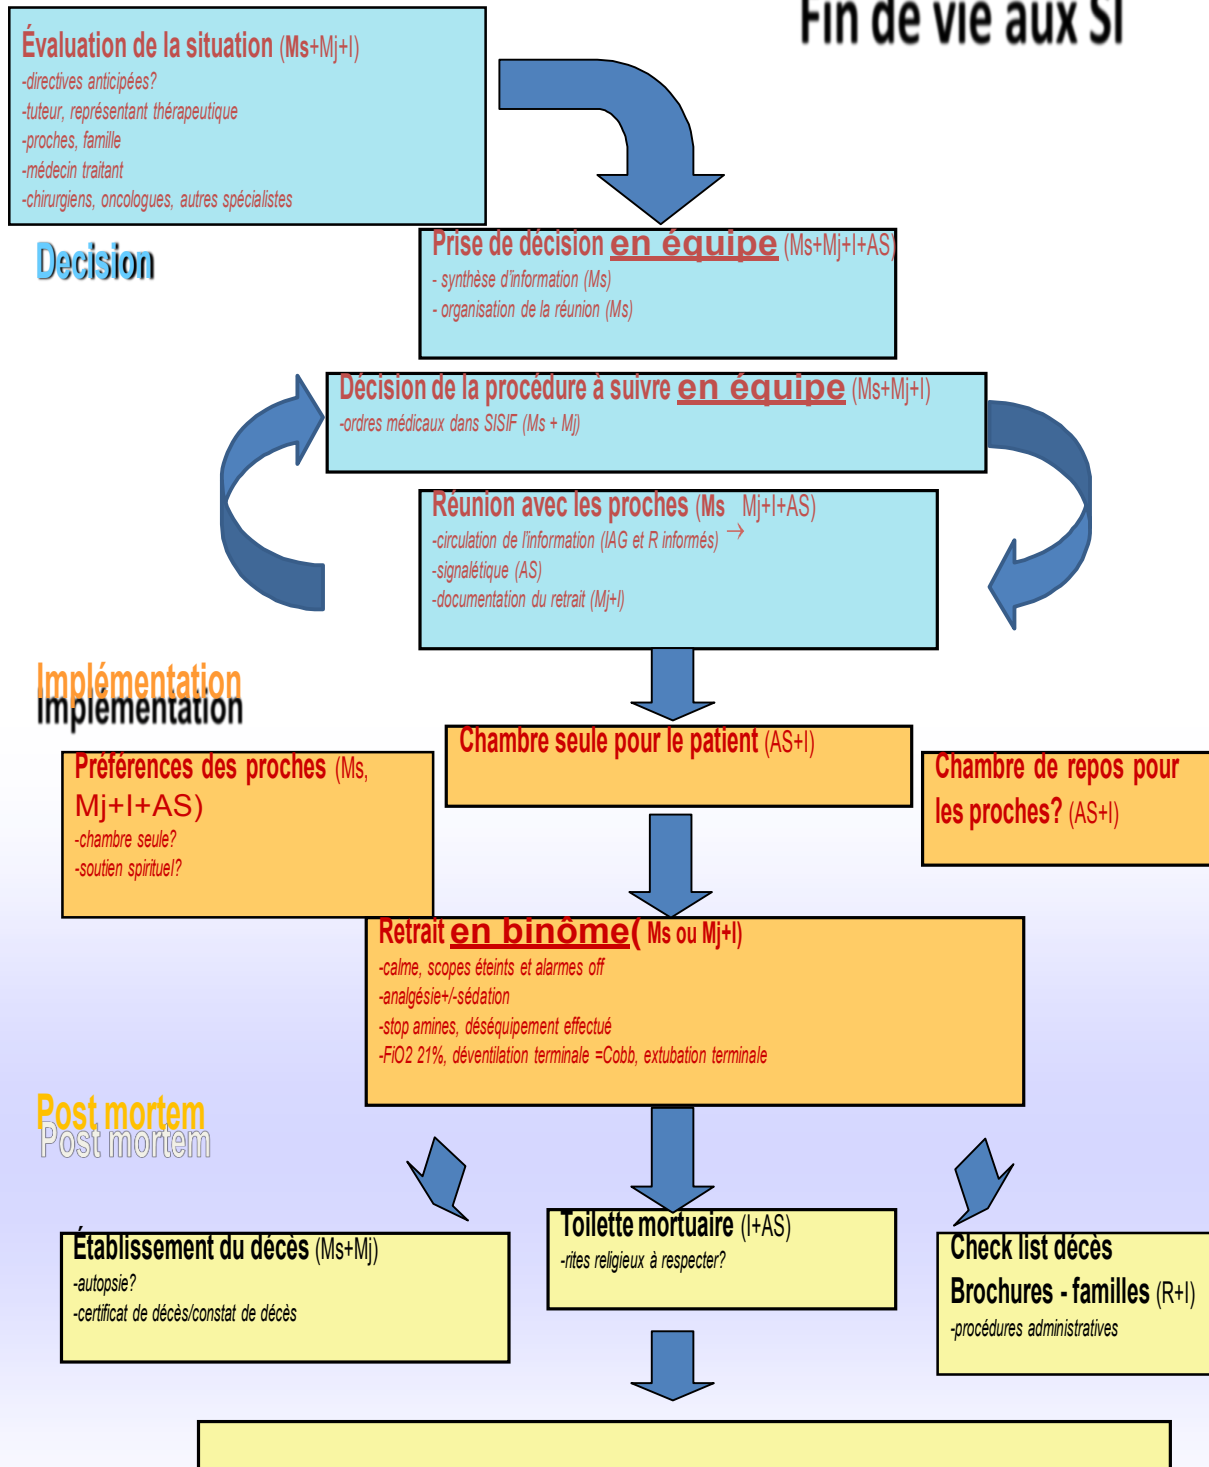 Fin de vie aux SI
Évaluation de la situation (Ms+Mj+I)
-directives anticipées?
-tuteur, représentant thérapeutique
-proches, famille
-médecin traitant
-chirurgiens, oncologues, autres spécialistes
Decision
Prise de décision en équipe (Ms+Mj+I+AS)
- synthèse d'information (Ms)
- organisation de la réunion (Ms)
Décision de la procédure à suivre en équipe (Ms+Mj+I)
-ordres médicaux dans SISIF (Ms + Mj)
Réunion avec les proches (Ms → Mj+I+AS)
-circulation de l'information (IAG et R informés)
-signalétique (AS)
-documentation du retrait (Mj+I)
Implémentation
Implémentation
Chambre seule pour le patient (AS+I)
Préférences des proches (Ms,
Mj+I+AS)
-chambre seule?
-soutien spirituel?
Chambre de repos pour
les proches? (AS+I)
Retrait en binôme( Ms ou Mj+I)
-calme, scopes éteints et alarmes off
-analgésie+/-sédation
-stop amines, déséquipement effectué
-FiO2 21%, déventilation terminale =Cobb, extubation terminale
Post mortem
Post mortem
Établissement du décès (Ms+Mj)
-autopsie?
-certificat de décès/constat de décès
Toilette mortuaire (I+AS)
-rites religieux à respecter?
Check list décès
Brochures - familles (R+I)
-procédures administratives